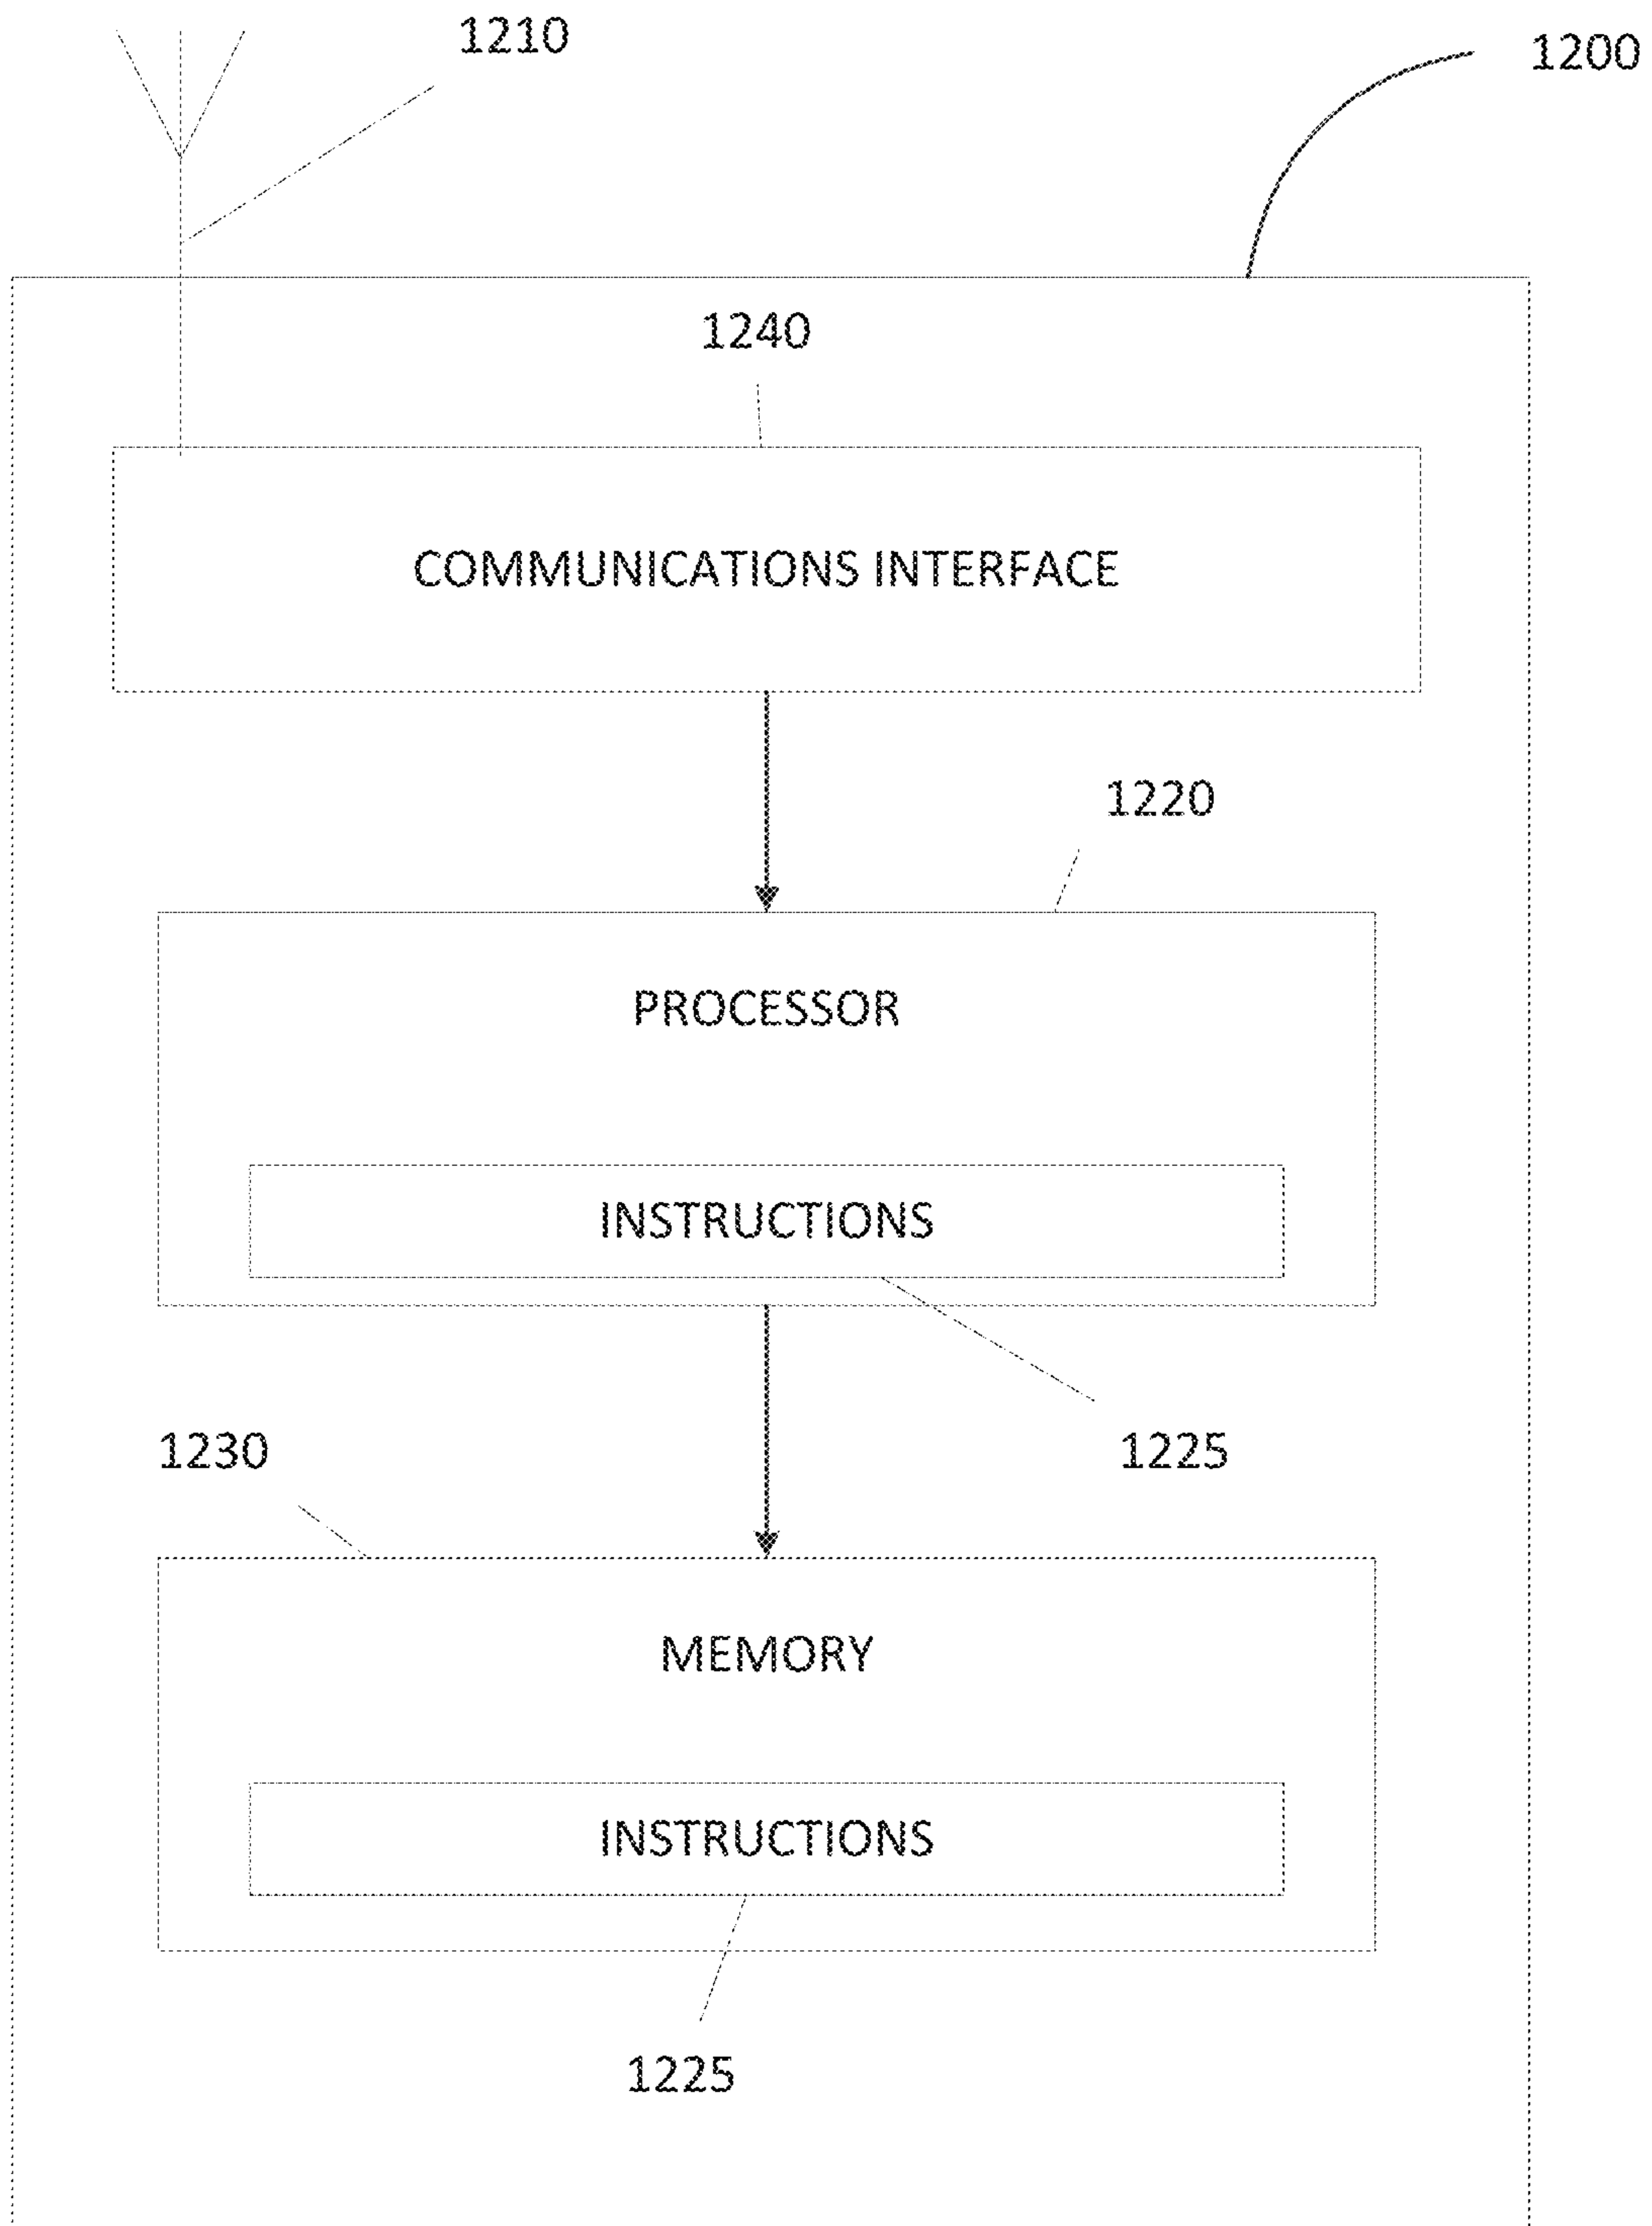 1210
1200
1240
COMMUNICATIONS INTERFACE
1220
PROCESSOR
INSTRUCTIONS
1230
1225
MEMORY
INSTRUCTIONS
1225